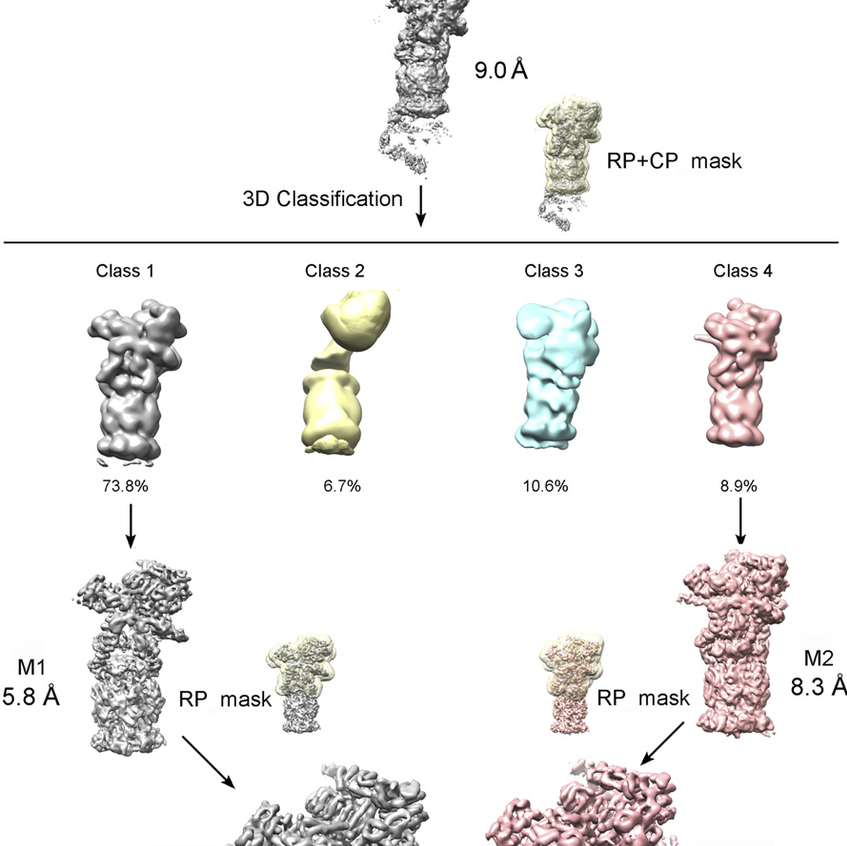 9.0 Å
RP+CP mask
3D Classification
Class 1
Class 2
Class 3
Class 4
73.8%
6.7%
10.6%
8.9%
M1
5.8 Å
RP mask
RP mask
M2
8.3 Å